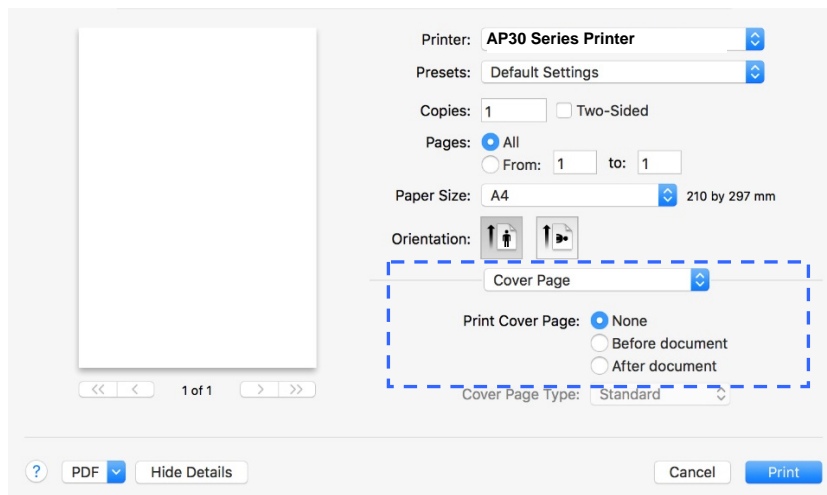 Printer: AP30 Series Printer
Presets: Default Settings
Copies: 1 Two-Sided
Pages: All
From: 1 to: 1
Paper Size: A4 210 by 297 mm
Orientation:
Cover Page
Print Cover Page: None
Before document
After document
Cover Page Type: Standard
<< < 1 of 1 > >>
? PDF Hide Details Cancel Print